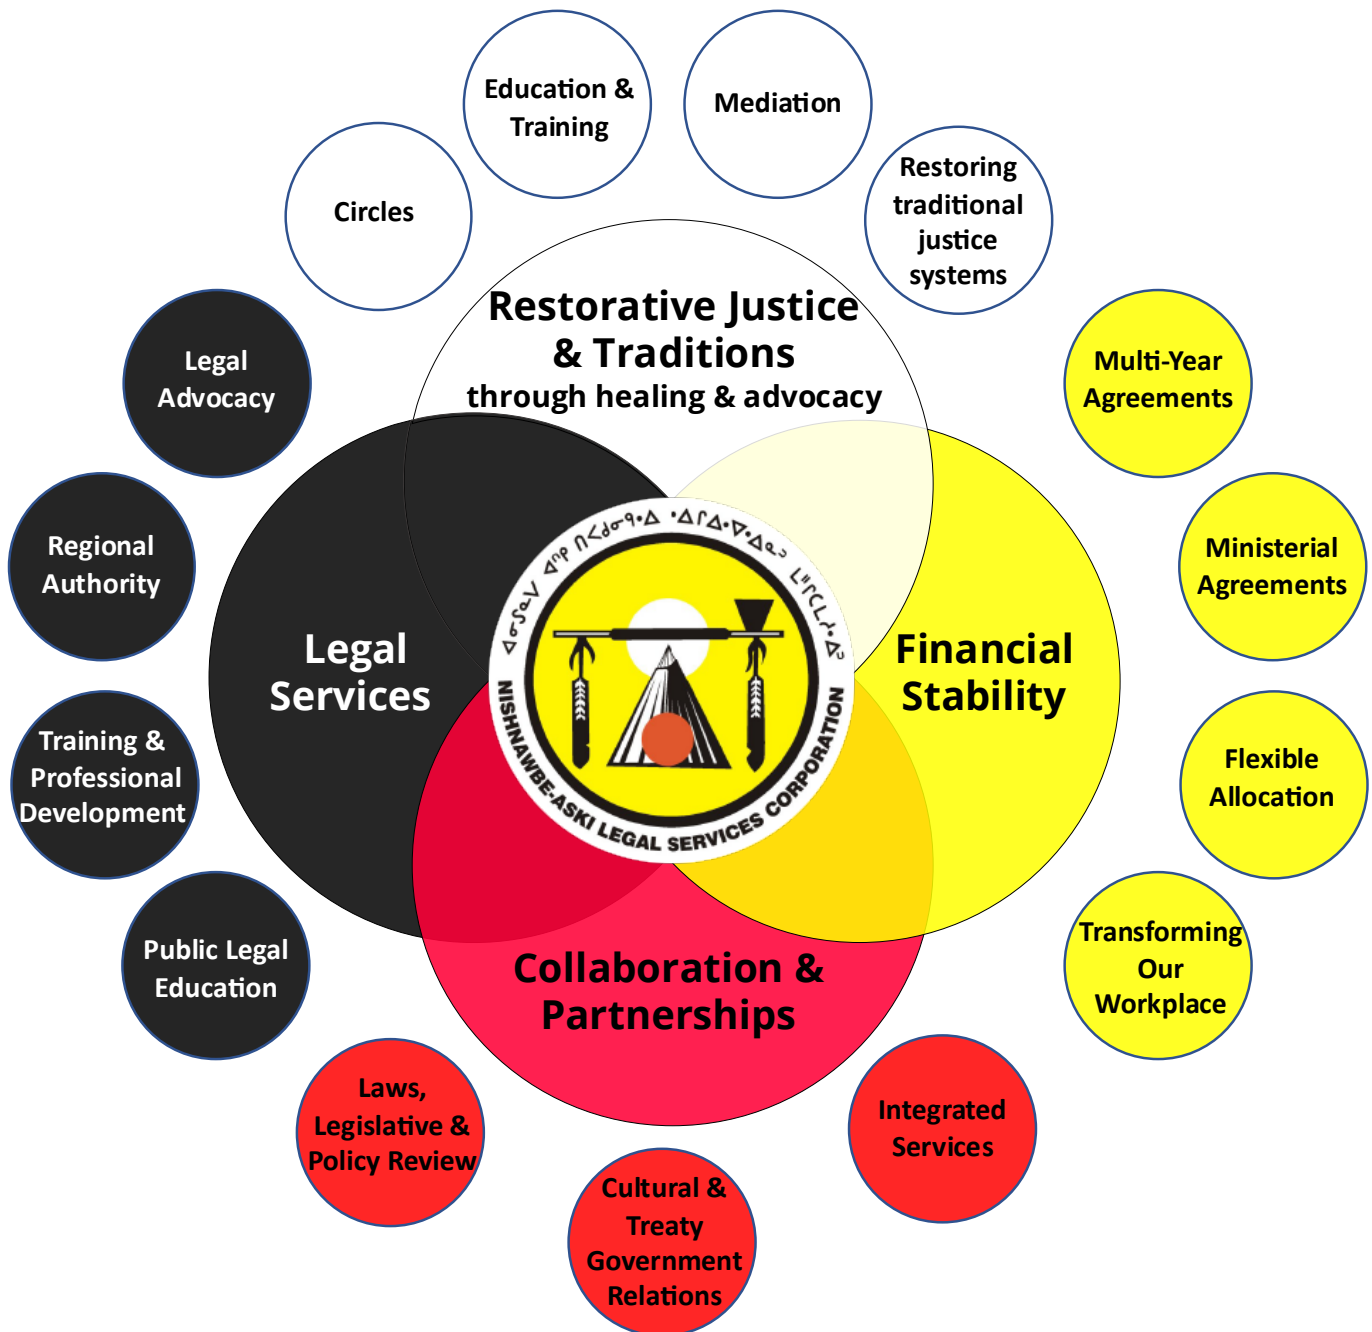 Education &
Training
Mediation
Circles
Restoring
traditional
justice
systems
Restorative Justice
& Traditions
through healing & advocacy
Legal
Advocacy
Multi-Year
Agreements
Regional
Authority
Ministerial
Agreements
Legal
Services
Financial
Stability
NISHNAWBE-ASKI LEGAL SERVICES CORPORATION
Training &
Professional
Development
Flexible
Allocation
Public Legal
Education
Transforming
Our
Workplace
Collaboration &
Partnerships
Laws,
Legislative &
Policy Review
Integrated
Services
Cultural &
Treaty
Government
Relations